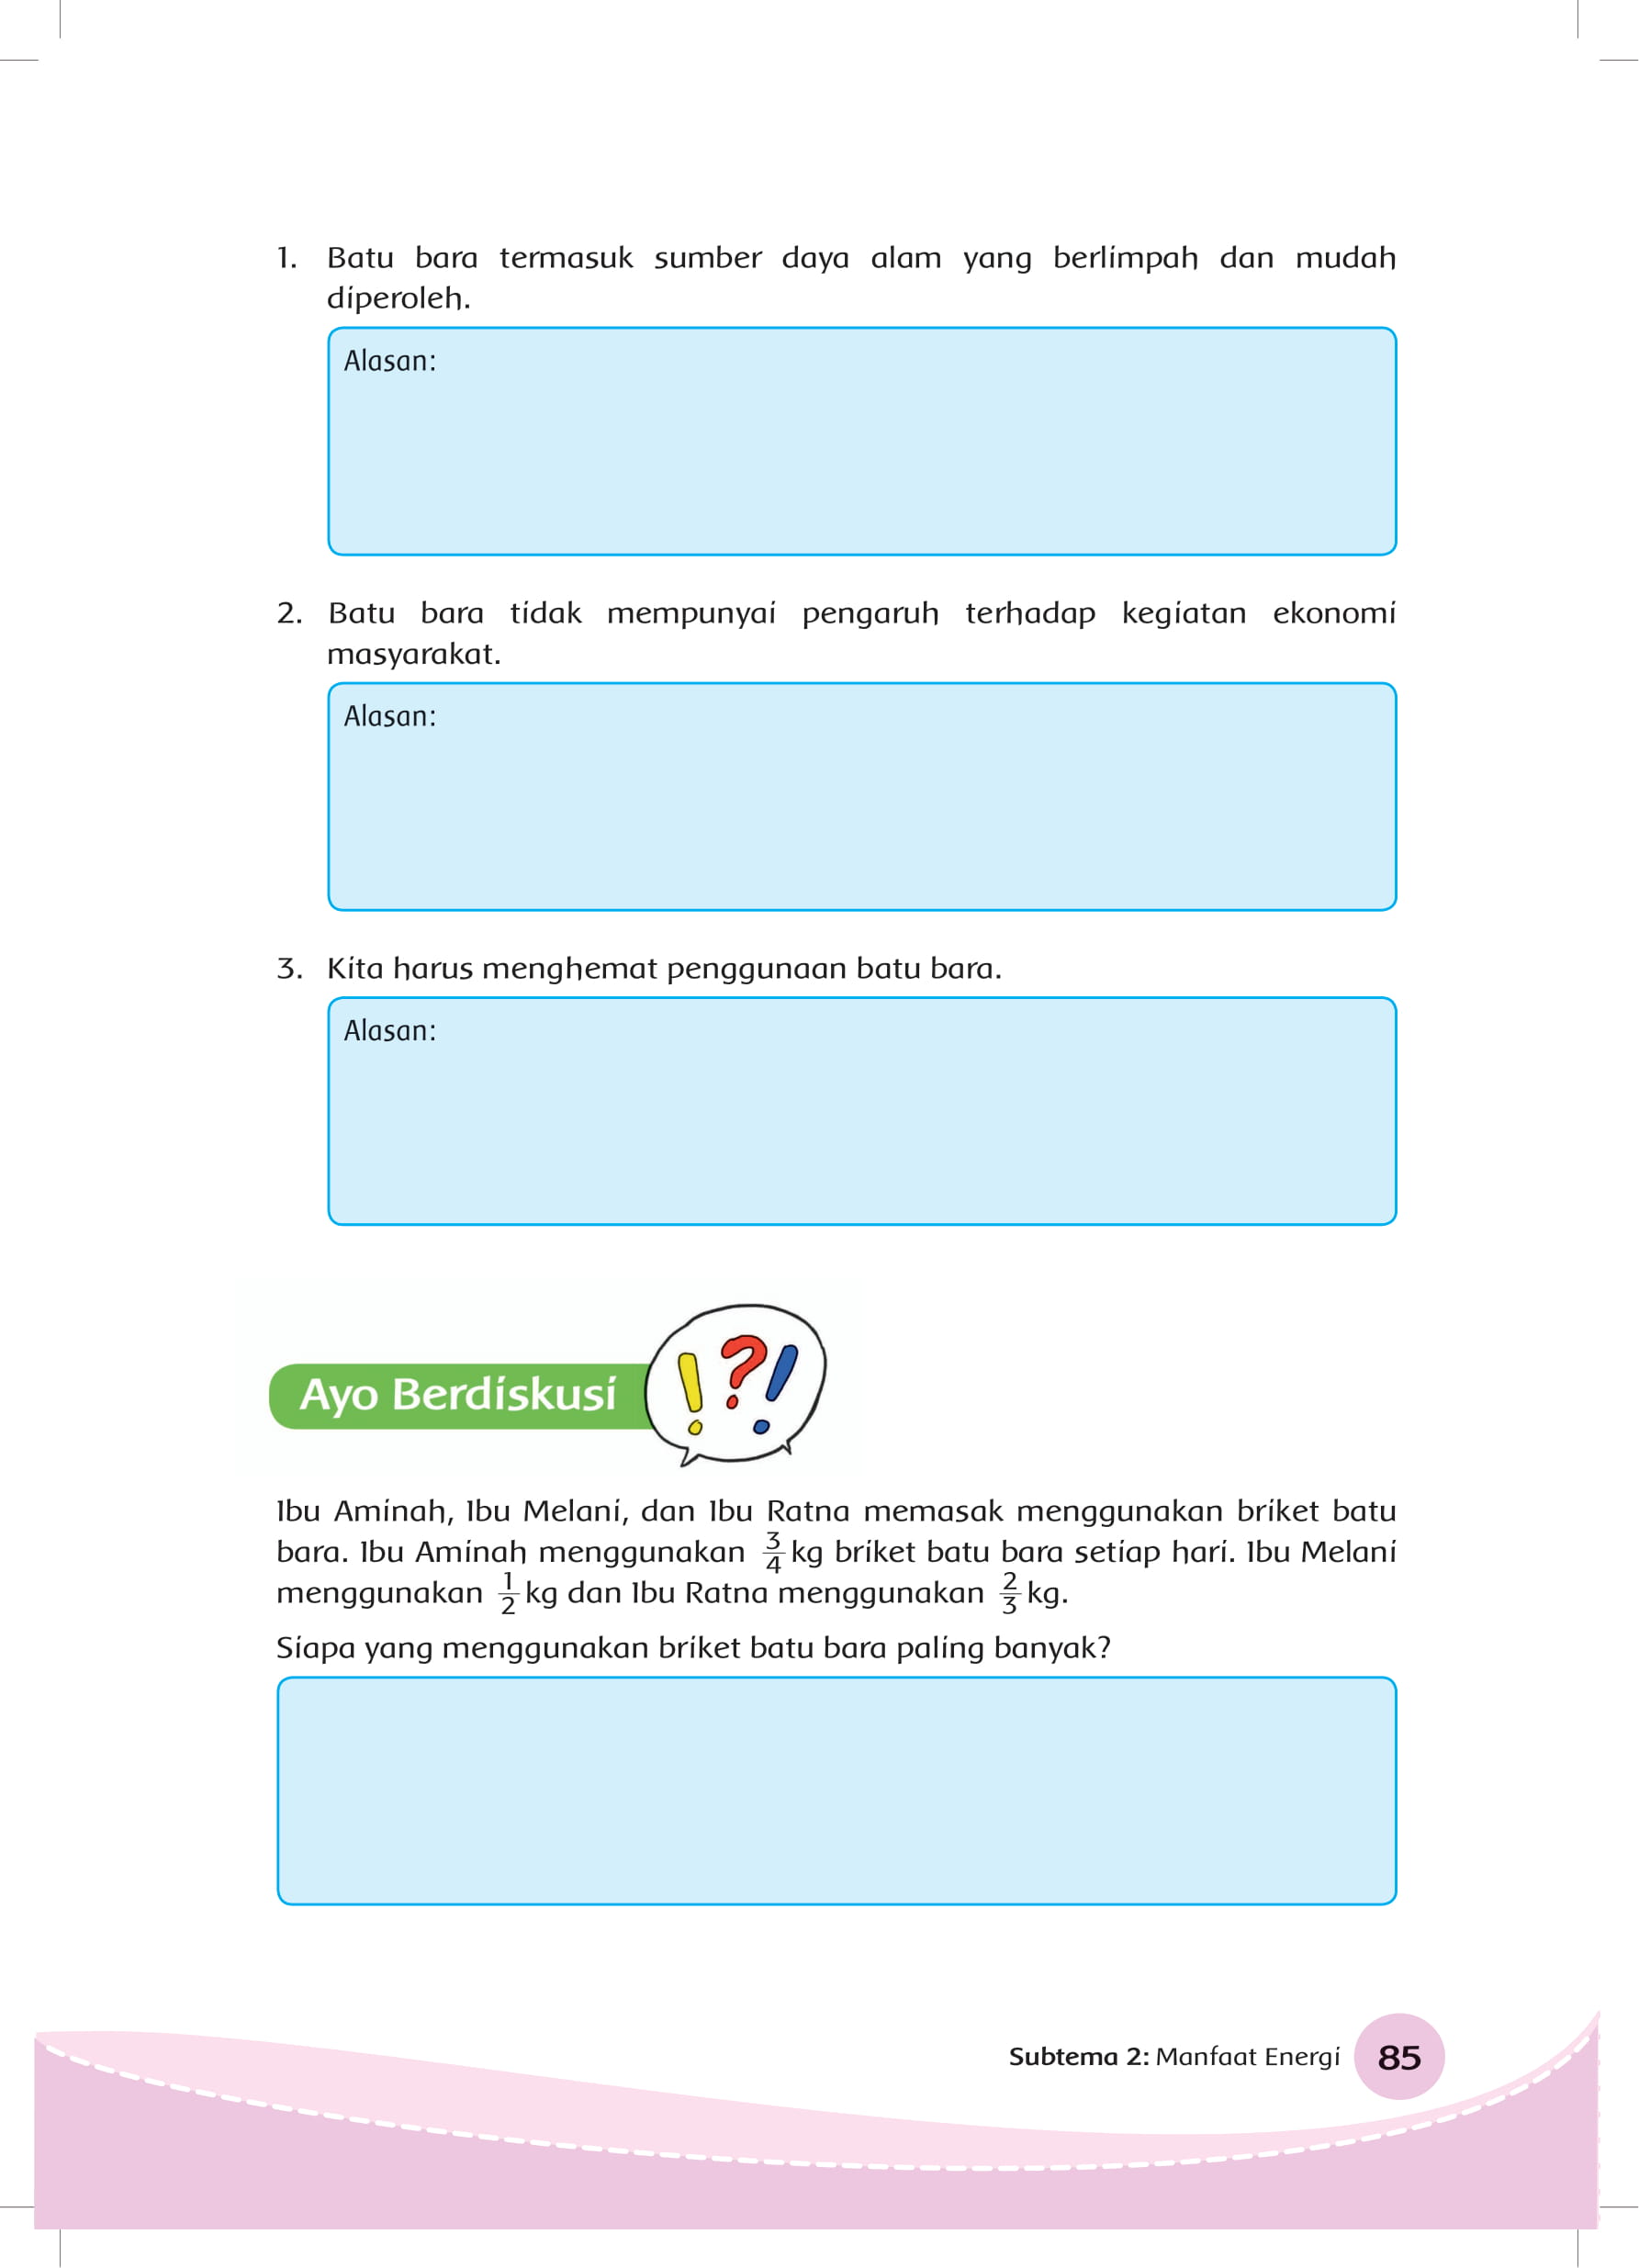 1. Batu bara termasuk sumber daya alam yang berlimpah dan mudah
diperoleh.
Alasan:
2. Batu bara tidak mempunyai pengaruh terhadap kegiatan ekonomi
masyarakat.
Alasan:
3. Kita harus menghemat penggunaan batu bara.
Alasan:
Ayo Berdiskusi
!?!
Ibu Aminah, Ibu Melani, dan Ibu Ratna memasak menggunakan briket batu
bara. Ibu Aminah menggunakan 3/4 kg briket batu bara setiap hari. Ibu Melani
menggunakan 1/2 kg dan Ibu Ratna menggunakan 2/3 kg.
Siapa yang menggunakan briket batu bara paling banyak?
Subtema 2: Manfaat Energi 85